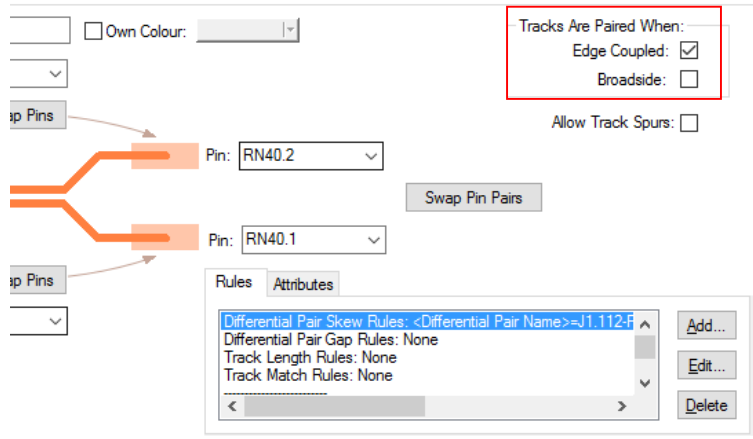 Own Colour:
Tracks Are Paired When:
Edge Coupled:
Broadside:
ap Pins
Allow Track Spurs:
Pin: RN40.2
Swap Pin Pairs
Pin: RN40.1
ap Pins
Rules Attributes
Differential Pair Skew Rules: <Differential Pair Name>=J1.112-
Differential Pair Gap Rules: None
Track Length Rules: None
Track Match Rules: None
-------------------------
Add...
Edit...
Delete